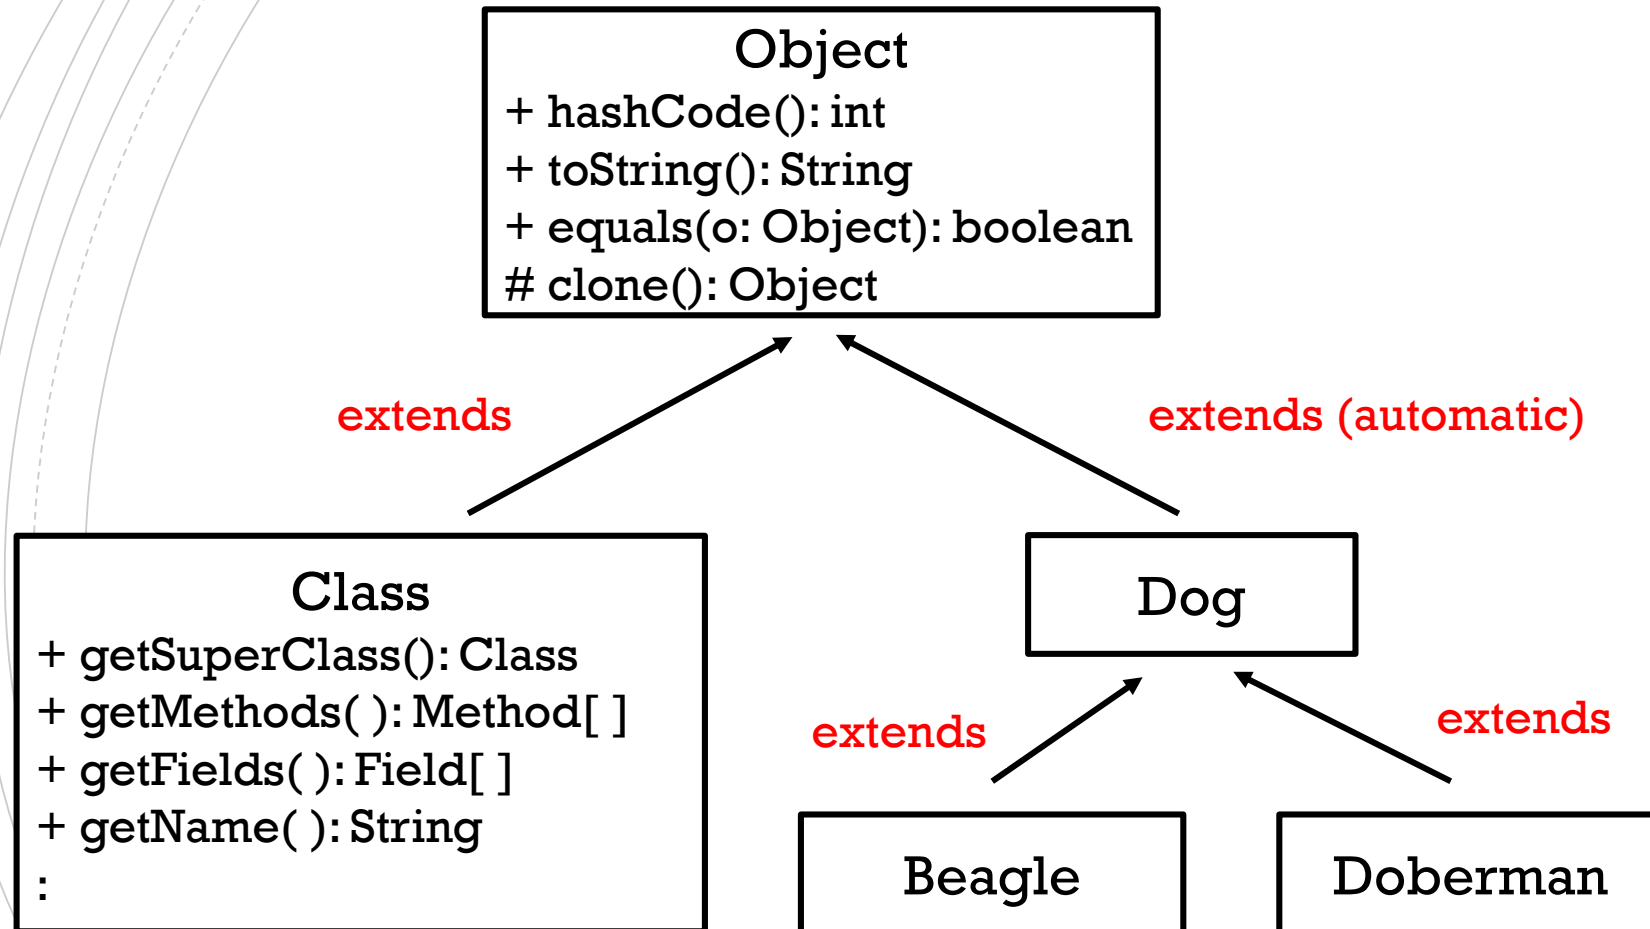 Object
+ hashCode(): int
+ toString(): String
+ equals(o: Object): boolean
# clone(): Object
extends
extends (automatic)
Class
+ getSuperClass(): Class
+ getMethods( ): Method[ ]
+ getFields( ): Field[ ]
+ getName( ): String
:
Dog
extends
extends
Beagle
Doberman